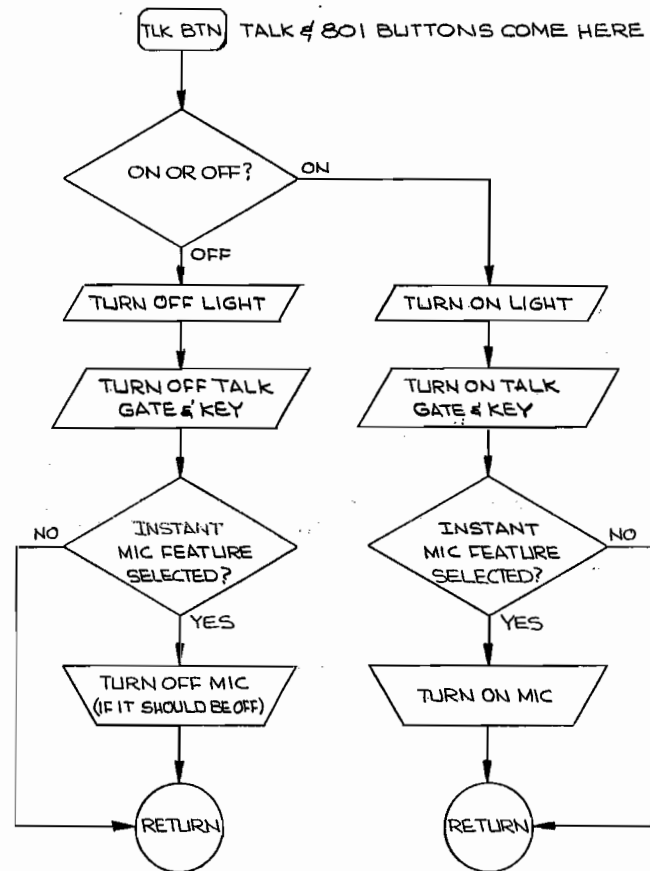 TLK BTN TALK & 801 BUTTONS COME HERE
ON OR OFF?
ON
OFF
TURN OFF LIGHT
TURN OFF TALK
GATE & KEY
INSTANT
MIC FEATURE
SELECTED?
NO
YES
TURN OFF MIC
(IF IT SHOULD BE OFF)
RETURN
TURN ON LIGHT
TURN ON TALK
GATE & KEY
INSTANT
MIC FEATURE
SELECTED?
NO
YES
TURN ON MIC
RETURN